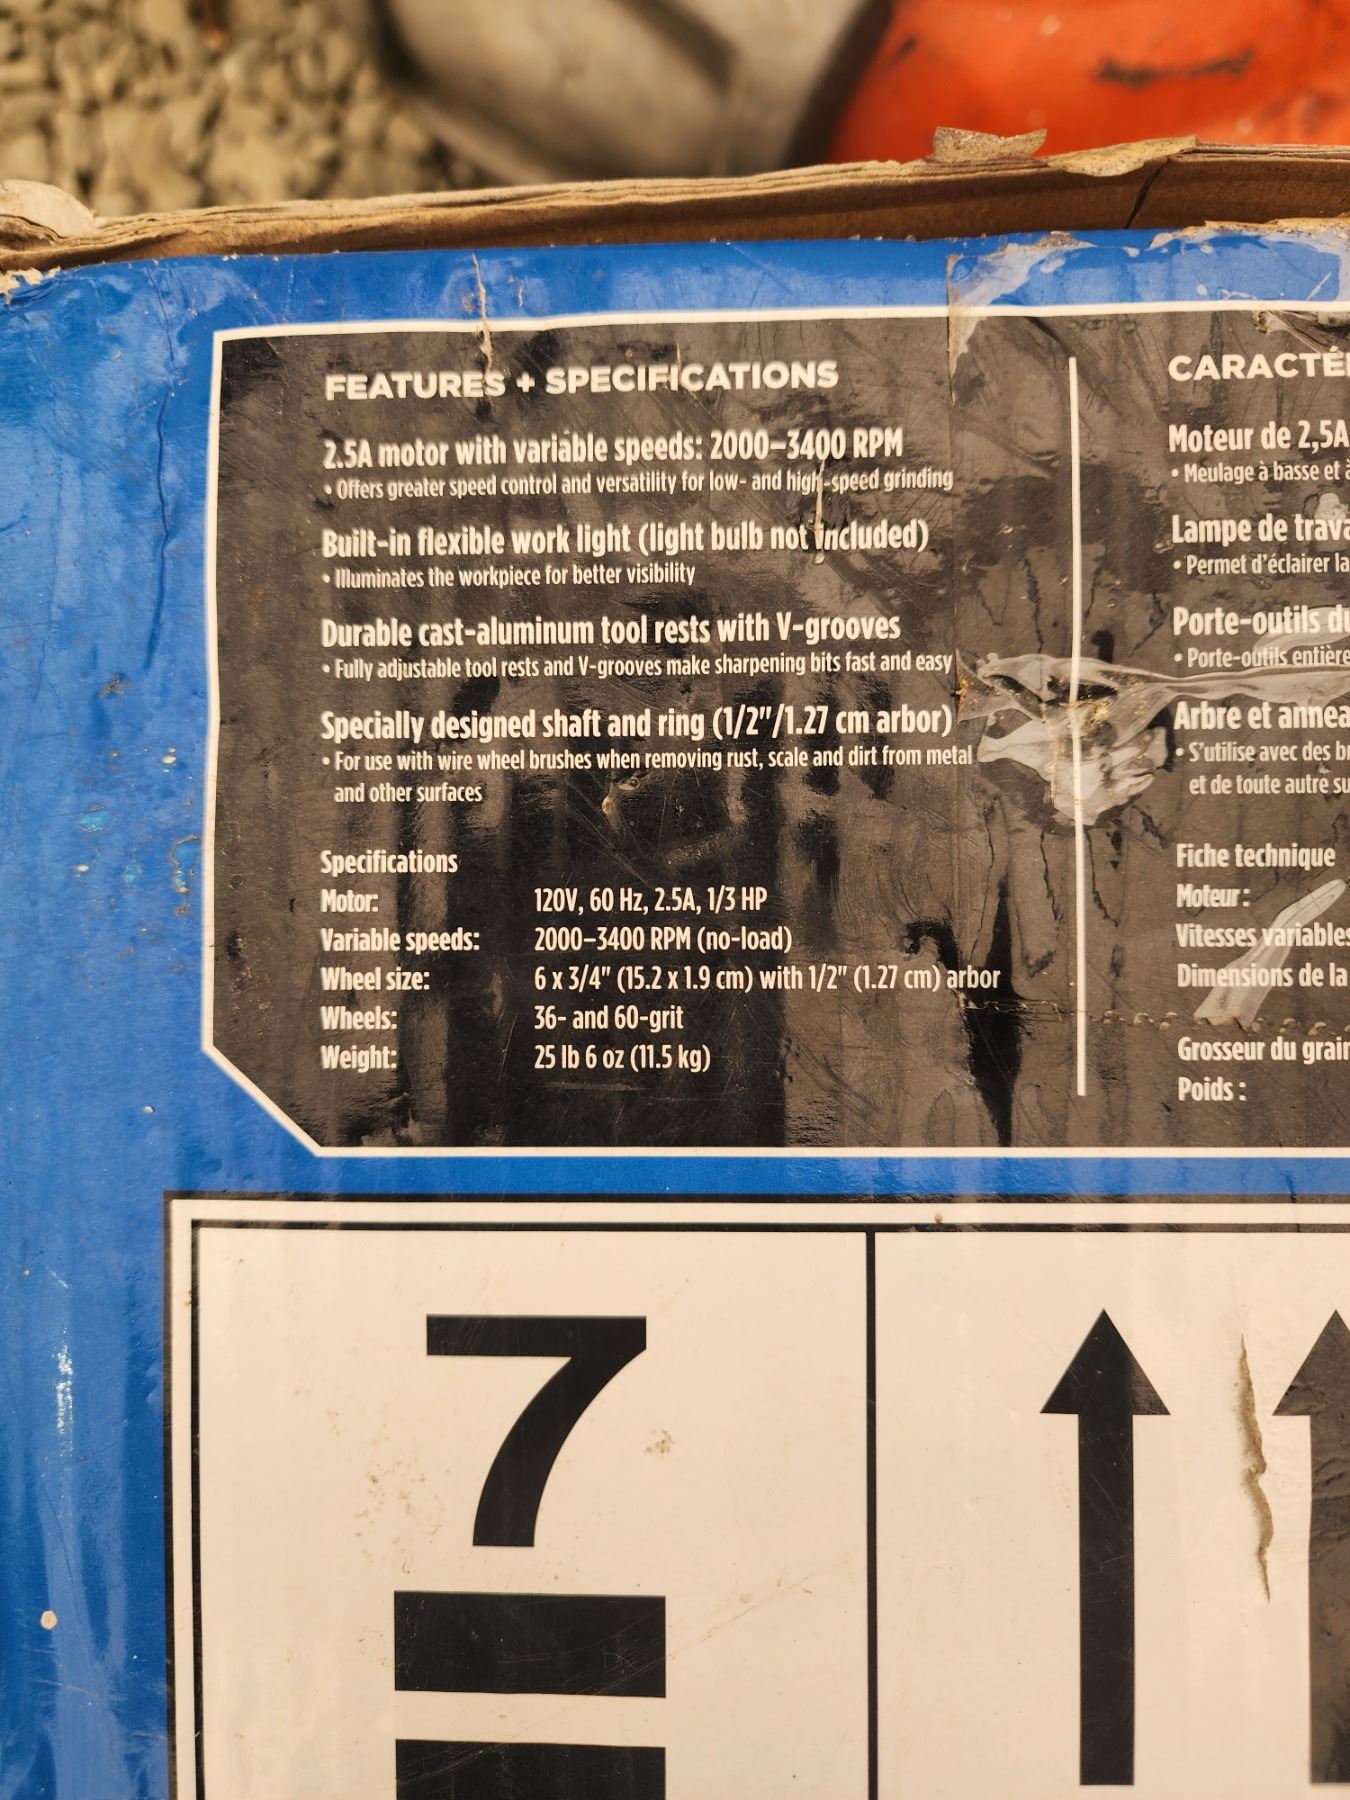 FEATURES + SPECIFICATIONS
2.5A motor with variable speeds: 2000–3400 RPM
• Offers greater speed control and versatility for low- and high-speed grinding
Built-in flexible work light (light bulb not included)
• Illuminates the workpiece for better visibility
Durable cast-aluminum tool rests with V-grooves
• Fully adjustable tool rests and V-grooves make sharpening bits fast and easy
Specially designed shaft and ring (1/2"/1.27 cm arbor)
• For use with wire wheel brushes when removing rust, scale and dirt from metal
and other surfaces
Specifications
Motor: 120V, 60 Hz, 2.5A, 1/3 HP
Variable speeds: 2000–3400 RPM (no-load)
Wheel size: 6 x 3/4" (15.2 x 1.9 cm) with 1/2" (1.27 cm) arbor
Wheels: 36- and 60-grit
Weight: 25 lb 6 oz (11.5 kg)
CARACTÉ
Moteur de 2,5A
• Meulage à basse et à
Lampe de trava
• Permet d'éclairer la
Porte-outils du
• Porte-outils entière
Arbre et annea
• S'utilise avec des br
et de toute autre su
Fiche technique
Moteur :
Vitesses variables
Dimensions de la
Grosseur du grain
Poids :
7